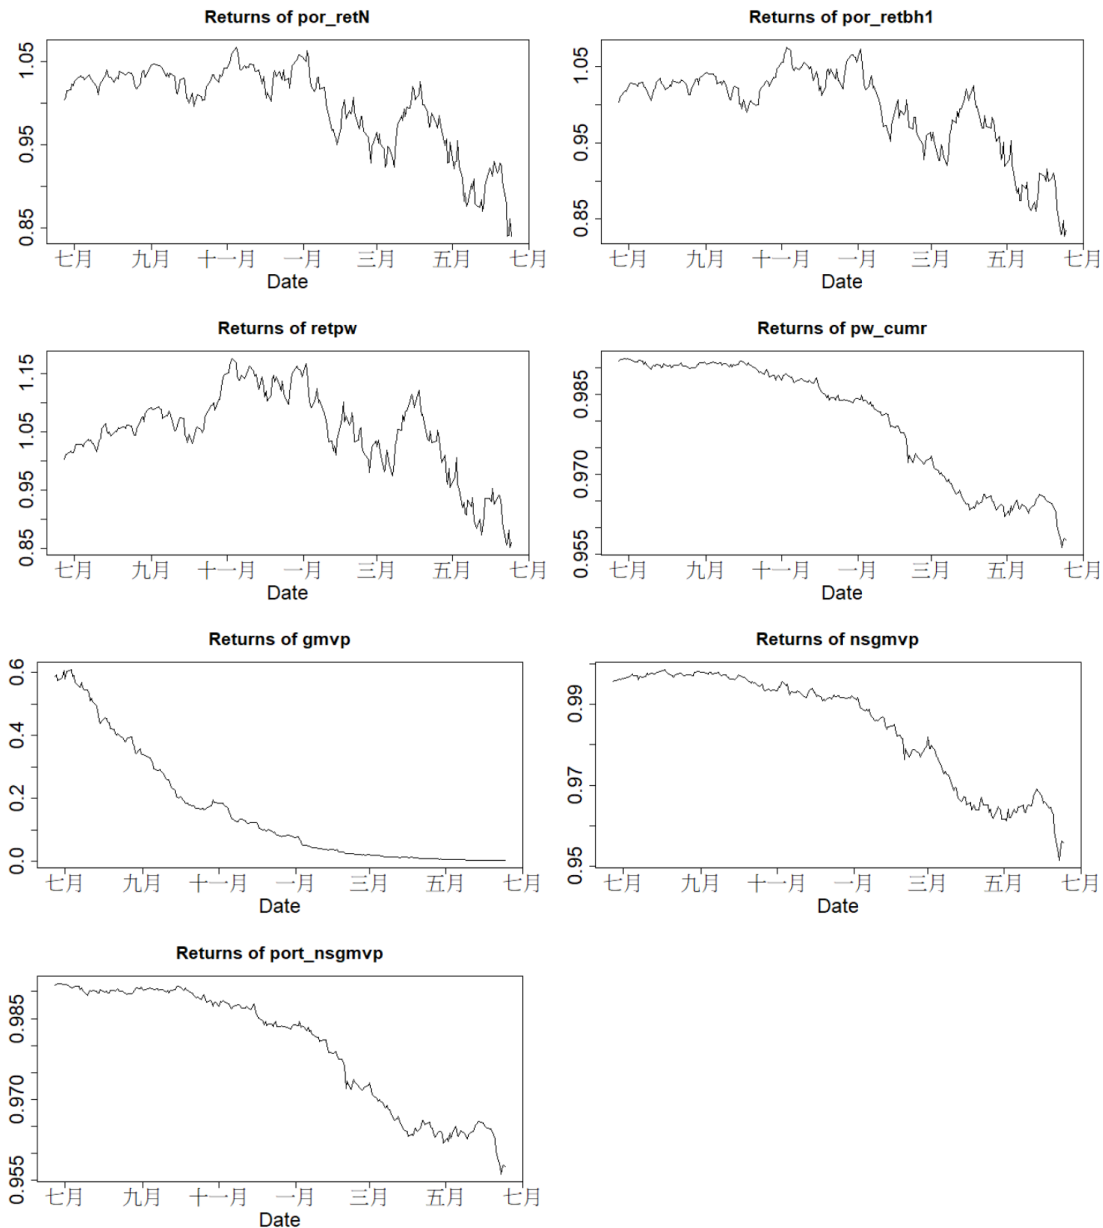 Returns of por_retN
1.05
0.95
0.85
七月 九月 十一月 一月 三月 五月 七月
Date
Returns of por_retbh1
1.05
0.95
0.85
七月 九月 十一月 一月 三月 五月 七月
Date
Returns of retpw
1.15
1.05
0.95
0.85
七月 九月 十一月 一月 三月 五月 七月
Date
Returns of pw_cumr
0.985
0.970
0.955
七月 九月 十一月 一月 三月 五月 七月
Date
Returns of gmvp
0.6
0.4
0.2
0.0
七月 九月 十一月 一月 三月 五月 七月
Date
Returns of nsgmvp
0.99
0.97
0.95
七月 九月 十一月 一月 三月 五月 七月
Date
Returns of port_nsgmvp
0.985
0.970
0.955
七月 九月 十一月 一月 三月 五月 七月
Date